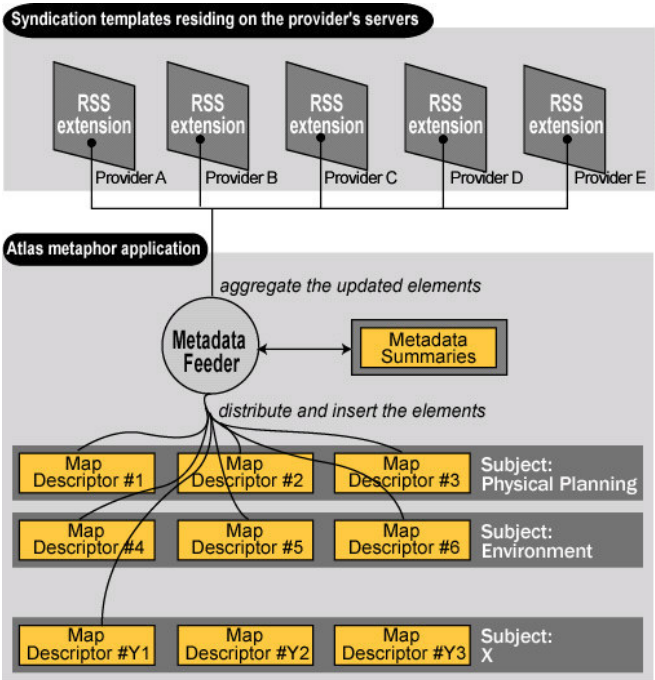 Syndication templates residing on the provider's servers
RSS
extension
RSS
extension
RSS
extension
RSS
extension
RSS
extension
Provider A
Provider B
Provider C
Provider D
Provider E
Atlas metaphor application
aggregate the updated elements
Metadata
Feeder
Metadata
Summaries
distribute and insert the elements
Map
Descriptor #1
Map
Descriptor #2
Map
Descriptor #3
Subject:
Physical Planning
Map
Descriptor #4
Map
Descriptor #5
Map
Descriptor #6
Subject:
Environment
Map
Descriptor #Y1
Map
Descriptor #Y2
Map
Descriptor #Y3
Subject:
X